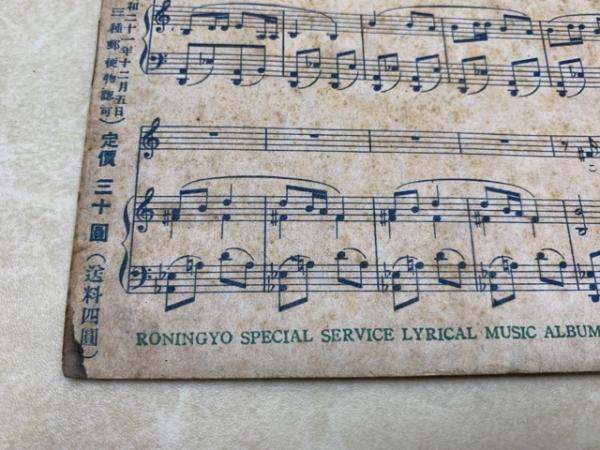 和二十一年十二月五日
三種郵便物認可）定價 三十圓（送料四圓）
こ
RONINGYO SPECIAL SERVICE LYRICAL MUSIC ALBUM